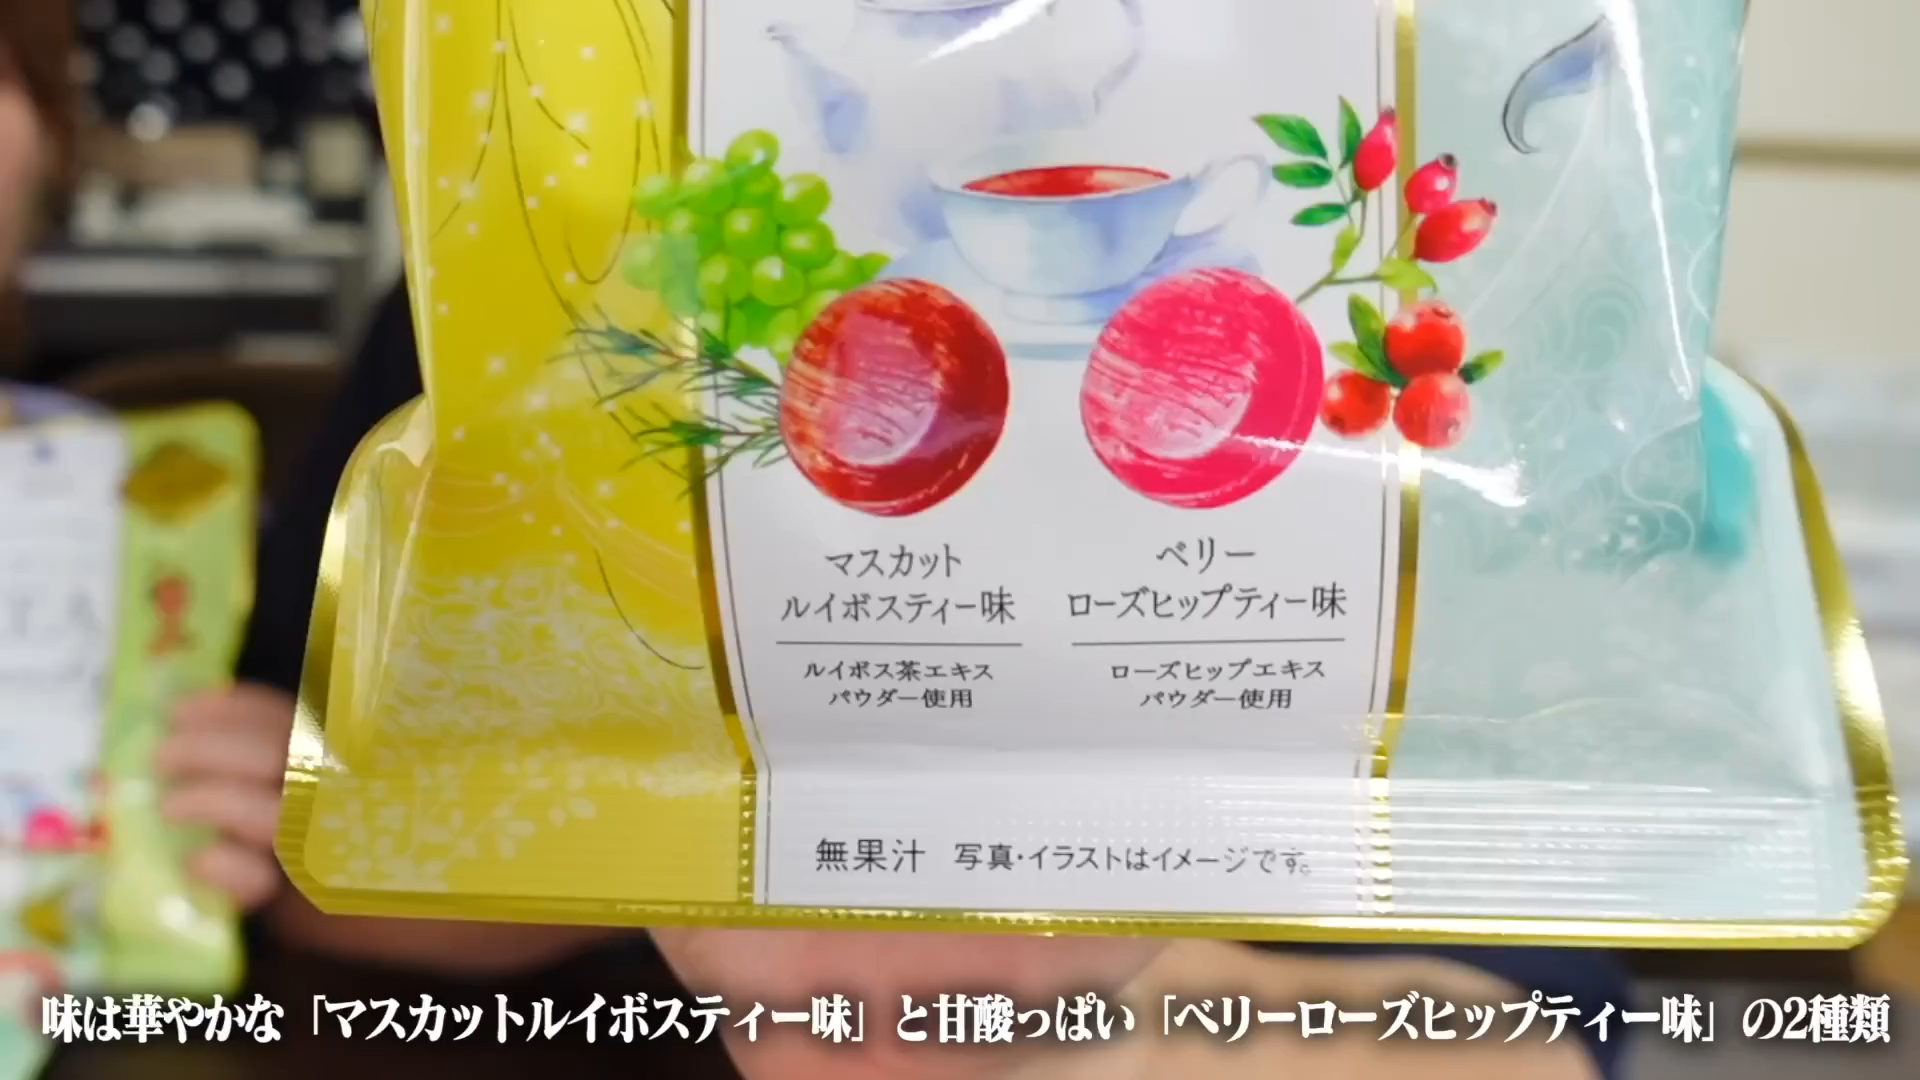 マスカット
ルイボスティー味
ルイボス茶エキス
パウダー使用
ベリー
ローズヒップティー味
ローズヒップエキス
パウダー使用
無果汁 写真・イラストはイメージです。
味は華やかな「マスカットルイボスティー味」と甘酸っぱい「ベリーローズヒップティー味」の2種類